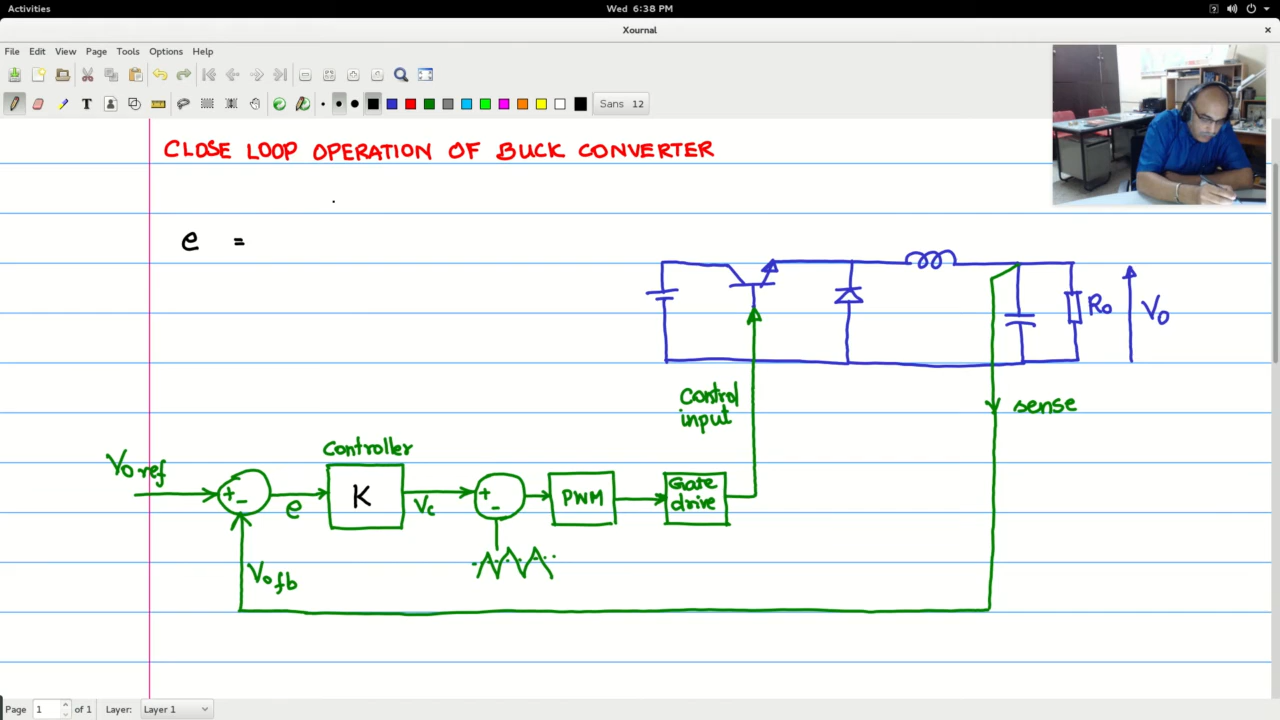 Activities
Wed 6:38 PM
Xournal
File Edit View Page Tools Options Help
Sans 12
CLOSE LOOP OPERATION OF BUCK CONVERTER
e =
Ro
Vo
Control
input
sense
Controller
Vo ref
+
-
e
K
Vc
+
-
PWM
Gate
drive
Vofb
Page 1 of 1 Layer: Layer 1